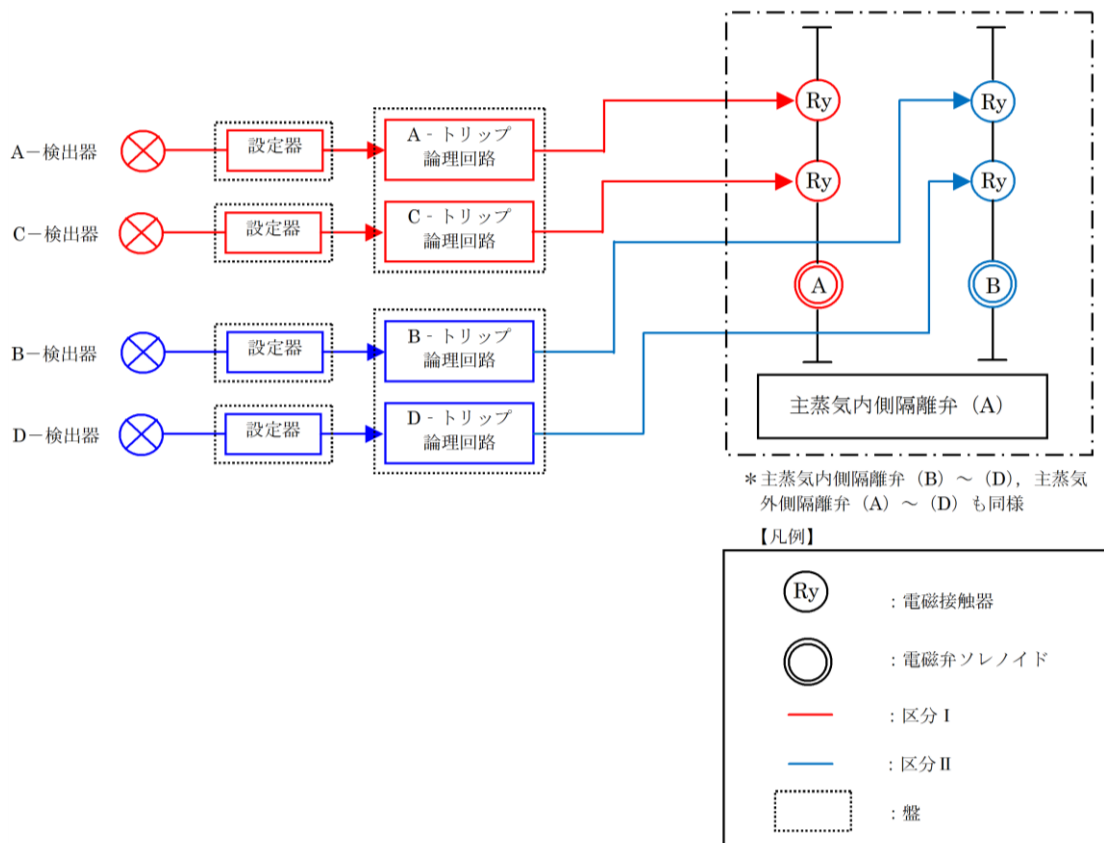 A－検出器
設定器
A - トリップ
論理回路
Ry
Ry
C－検出器
設定器
C - トリップ
論理回路
Ry
Ry
A
B
B－検出器
設定器
B - トリップ
論理回路
D－検出器
設定器
D - トリップ
論理回路
主蒸気内側隔離弁（A）
＊主蒸気内側隔離弁（B）～（D），主蒸気
外側隔離弁（A）～（D）も同様
【凡例】
Ry
：電磁接触器
：電磁弁ソレノイド
：区分Ⅰ
：区分Ⅱ
：盤